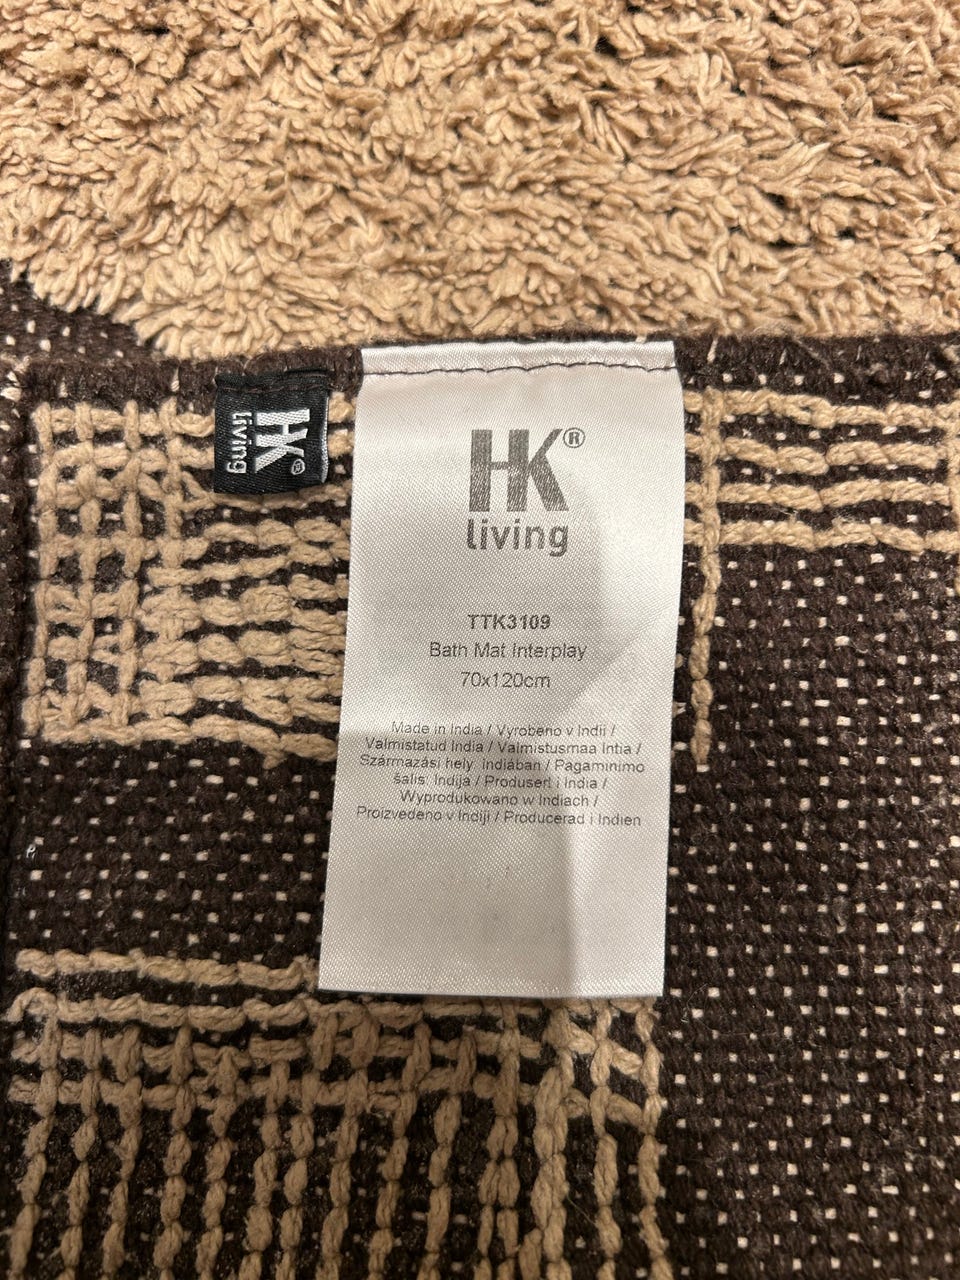 HK®
living
HK®
living
TTK3109
Bath Mat Interplay
70x120cm
Made in India / Vyrobeno v Indii /
Valmistatud India / Valmistusmaa Intia /
Származási hely: Indiában / Pagaminimo
šalis: Indija / Produsert i India /
Wyprodukowano w Indiach /
Proizvedeno v Indiji / Producerad i Indien